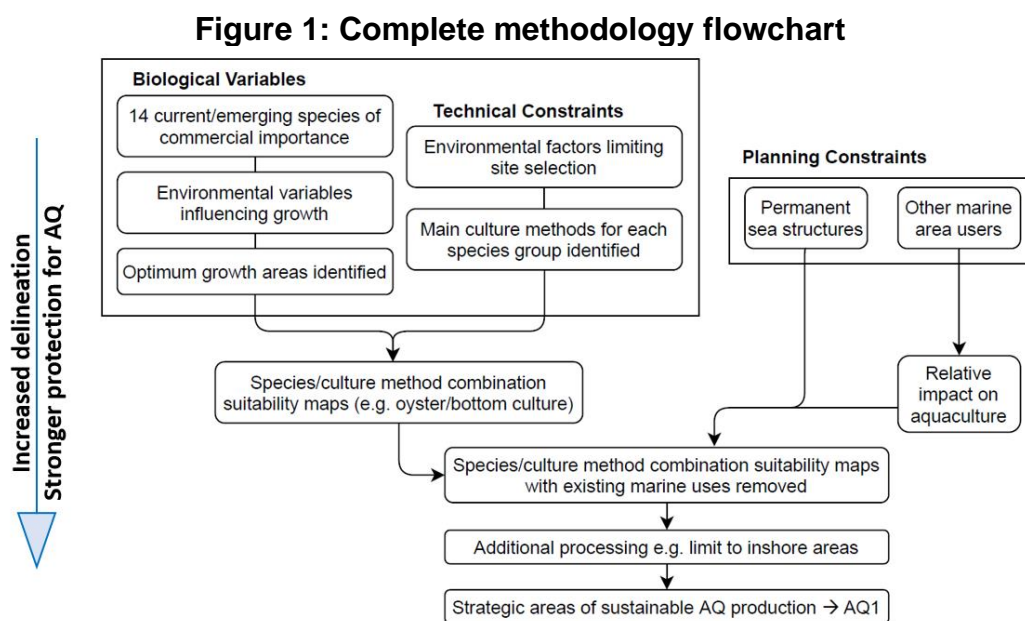 Figure 1: Complete methodology flowchart
Biological Variables
14 current/emerging species of
commercial importance
Environmental variables
influencing growth
Optimum growth areas identified
Technical Constraints
Environmental factors limiting
site selection
Main culture methods for each
species group identified
Planning Constraints
Permanent
sea structures
Other marine
area users
Increased delineation
Stronger protection for AQ
Species/culture method combination
suitability maps (e.g. oyster/bottom culture)
Relative
impact on
aquaculture
Species/culture method combination suitability maps
with existing marine uses removed
Additional processing e.g. limit to inshore areas
Strategic areas of sustainable AQ production → AQ1